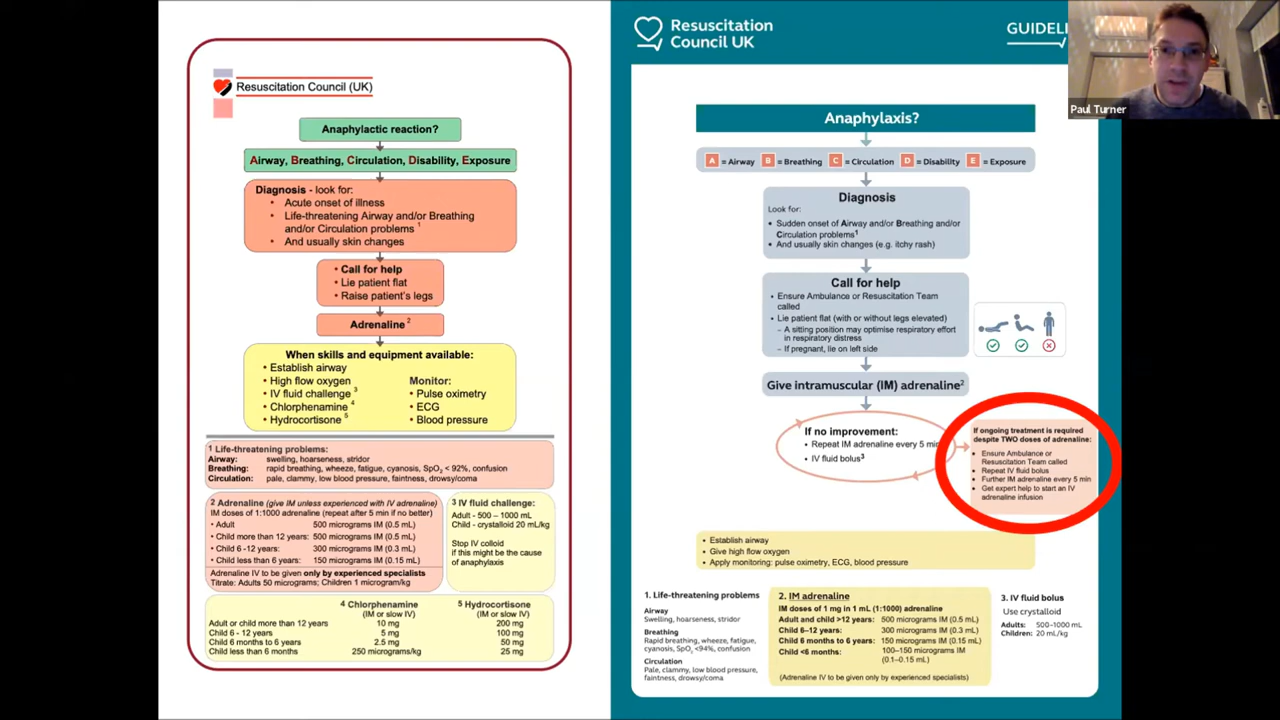 Resuscitation Council (UK)
Anaphylactic reaction?
Airway, Breathing, Circulation, Disability, Exposure
Diagnosis - look for:
• Acute onset of illness
• Life-threatening Airway and/or Breathing
and/or Circulation problems 1
• And usually skin changes
• Call for help
• Lie patient flat
• Raise patient's legs
Adrenaline 2
When skills and equipment available:
• Establish airway
• High flow oxygen
• IV fluid challenge 3
• Chlorphenamine 4
• Hydrocortisone 5
Monitor:
• Pulse oximetry
• ECG
• Blood pressure
1 Life-threatening problems:
Airway: swelling, hoarseness, stridor
Breathing: rapid breathing, wheeze, fatigue, cyanosis, SpO2 < 92%, confusion
Circulation: pale, clammy, low blood pressure, faintness, drowsy/coma
2 Adrenaline (give IM unless experienced with IV adrenaline)
IM doses of 1:1000 adrenaline (repeat after 5 min if no better)
• Adult 500 micrograms IM (0.5 mL)
• Child more than 12 years: 500 micrograms IM (0.5 mL)
• Child 6 -12 years: 300 micrograms IM (0.3 mL)
• Child less than 6 years: 150 micrograms IM (0.15 mL)
Adrenaline IV to be given only by experienced specialists
Titrate: Adults 50 micrograms; Children 1 microgram/kg
3 IV fluid challenge:
Adult - 500 – 1000 mL
Child - crystalloid 20 mL/kg
Stop IV colloid
if this might be the cause
of anaphylaxis
4 Chlorphenamine 5 Hydrocortisone
(IM or slow IV) (IM or slow IV)
Adult or child more than 12 years 10 mg 200 mg
Child 6 - 12 years 5 mg 100 mg
Child 6 months to 6 years 2.5 mg 50 mg
Child less than 6 months 250 micrograms/kg 25 mg
Resuscitation
Council UK
GUIDELI
Paul Turner
Anaphylaxis?
A = Airway B = Breathing C = Circulation D = Disability E = Exposure
Diagnosis
Look for:
• Sudden onset of Airway and/or Breathing and/or
Circulation problems1
• And usually skin changes (e.g. itchy rash)
Call for help
• Ensure Ambulance or Resuscitation Team
called
• Lie patient flat (with or without legs elevated)
– A sitting position may optimise respiratory effort
in respiratory distress
– If pregnant, lie on left side
Give intramuscular (IM) adrenaline2
If no improvement:
• Repeat IM adrenaline every 5 min
• IV fluid bolus3
If ongoing treatment is required
despite TWO doses of adrenaline:
• Ensure Ambulance or
Resuscitation Team called
• Repeat IV fluid bolus
• Further IM adrenaline every 5 min
• Get expert help to start an IV
adrenaline infusion
• Establish airway
• Give high flow oxygen
• Apply monitoring: pulse oximetry, ECG, blood pressure
1. Life-threatening problems
Airway
Swelling, hoarseness, stridor
Breathing
Rapid breathing, wheeze, fatigue,
cyanosis, SpO2 <94%, confusion
Circulation
Pale, clammy, low blood pressure,
faintness, drowsy/coma
2. IM adrenaline
IM doses of 1 mg in 1 mL (1:1000) adrenaline
Adult and child >12 years: 500 micrograms IM (0.5 mL)
Child 6–12 years: 300 micrograms IM (0.3 mL)
Child 6 months to 6 years: 150 micrograms IM (0.15 mL)
Child <6 months: 100–150 micrograms IM
(0.1–0.15 mL)
(Adrenaline IV to be given only by experienced specialists)
3. IV fluid bolus
Use crystalloid
Adults: 500–1000 mL
Children: 20 mL/kg